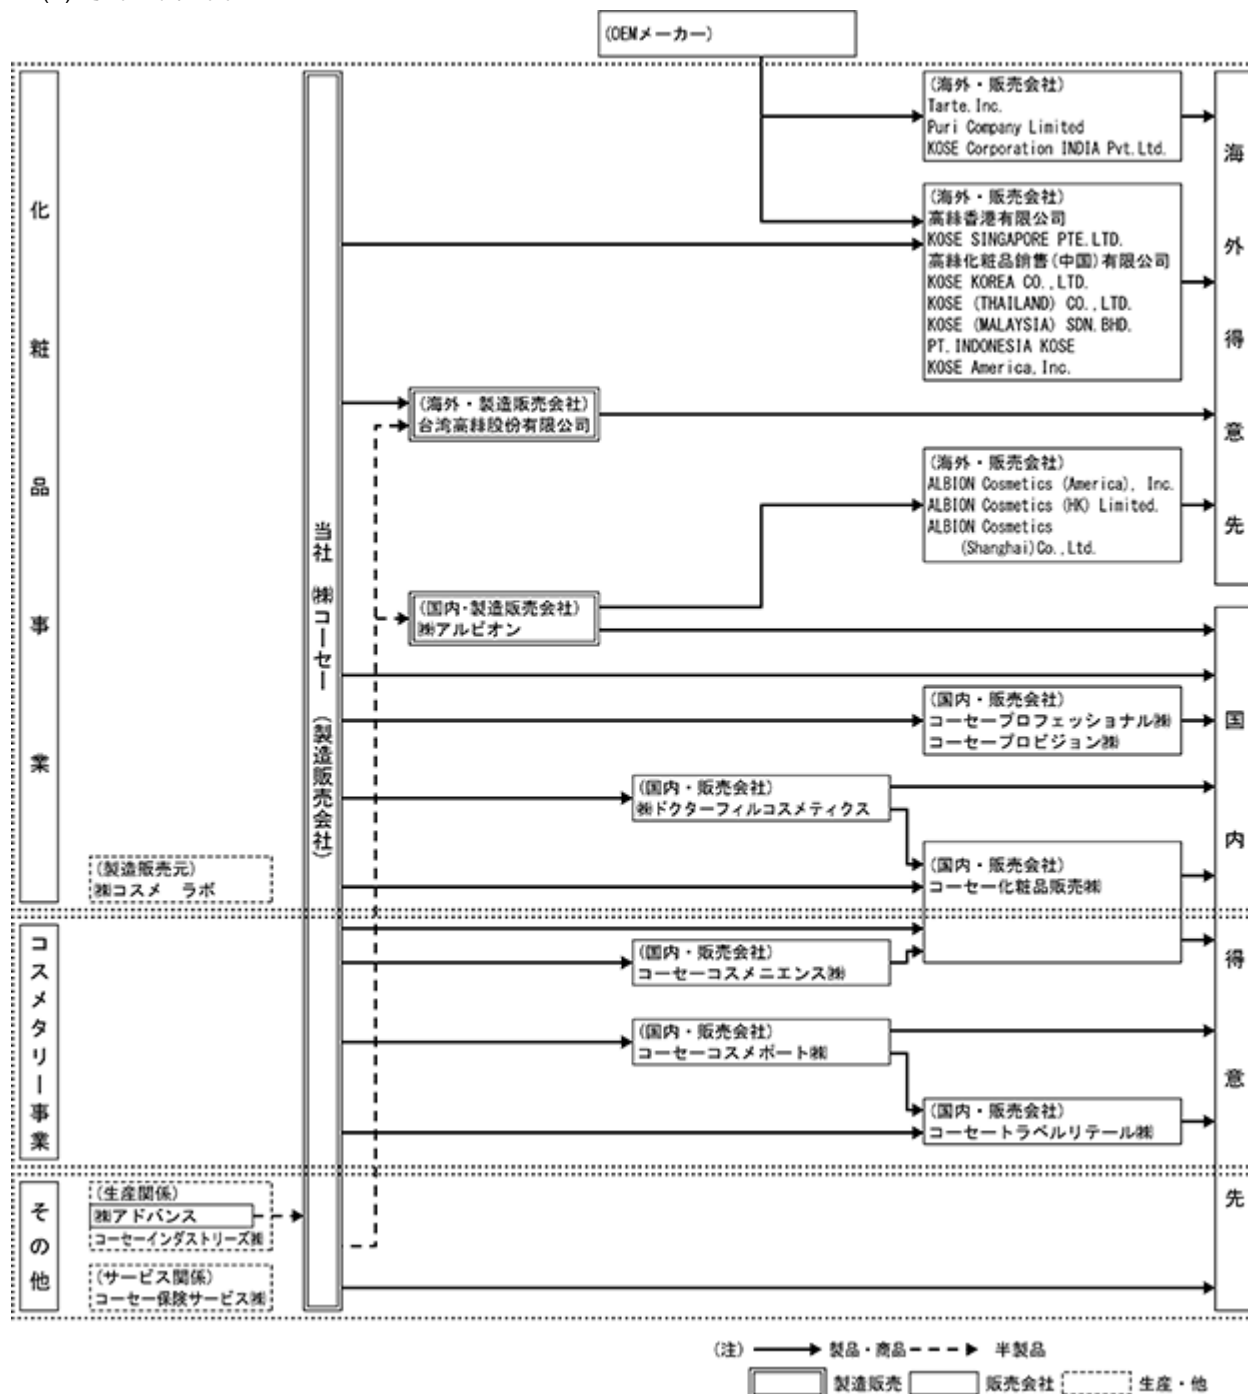 (OEMメーカー)
化粧品事業
(海外・販売会社)
Tarte.Inc.
Puri Company Limited
KOSE Corporation INDIA Pvt.Ltd.
海外得意先
(海外・販売会社)
高絲香港有限公司
KOSE SINGAPORE PTE.LTD.
高絲化粧品銷售(中国)有限公司
KOSE KOREA CO.,LTD.
KOSE (THAILAND) CO.,LTD.
KOSE (MALAYSIA) SDN.BHD.
PT.INDONESIA KOSE
KOSE America,Inc.
(海外・製造販売会社)
台湾高絲股份有限公司
(海外・販売会社)
ALBION Cosmetics (America), Inc.
ALBION Cosmetics (HK) Limited.
ALBION Cosmetics
(Shanghai)Co.,Ltd.
当社 ㈱コーセー (製造販売会社)
(国内・製造販売会社)
㈱アルビオン
国内得意先
(国内・販売会社)
コーセープロフェッショナル㈱
コーセープロビジョン㈱
(国内・販売会社)
㈱ドクターフィルコスメティクス
(製造販売元)
㈱コスメ ラボ
(国内・販売会社)
コーセー化粧品販売㈱
コスメタリー事業
(国内・販売会社)
コーセーコスメニエンス㈱
(国内・販売会社)
コーセーコスメポート㈱
(国内・販売会社)
コーセートラベルリテール㈱
その他
(生産関係)
㈱アドバンス
コーセーインダストリーズ㈱
(サービス関係)
コーセー保険サービス㈱
(注) 製品・商品 半製品
製造販売 販売会社 生産・他